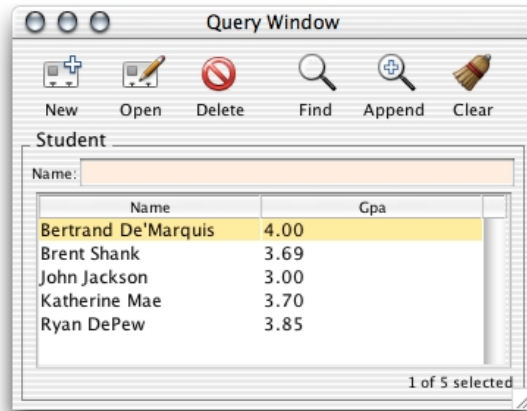 Query Window
New Open Delete Find Append Clear
Student
Name:
Name Gpa
Bertrand De'Marquis 4.00
Brent Shank 3.69
John Jackson 3.00
Katherine Mae 3.70
Ryan DePew 3.85
1 of 5 selected